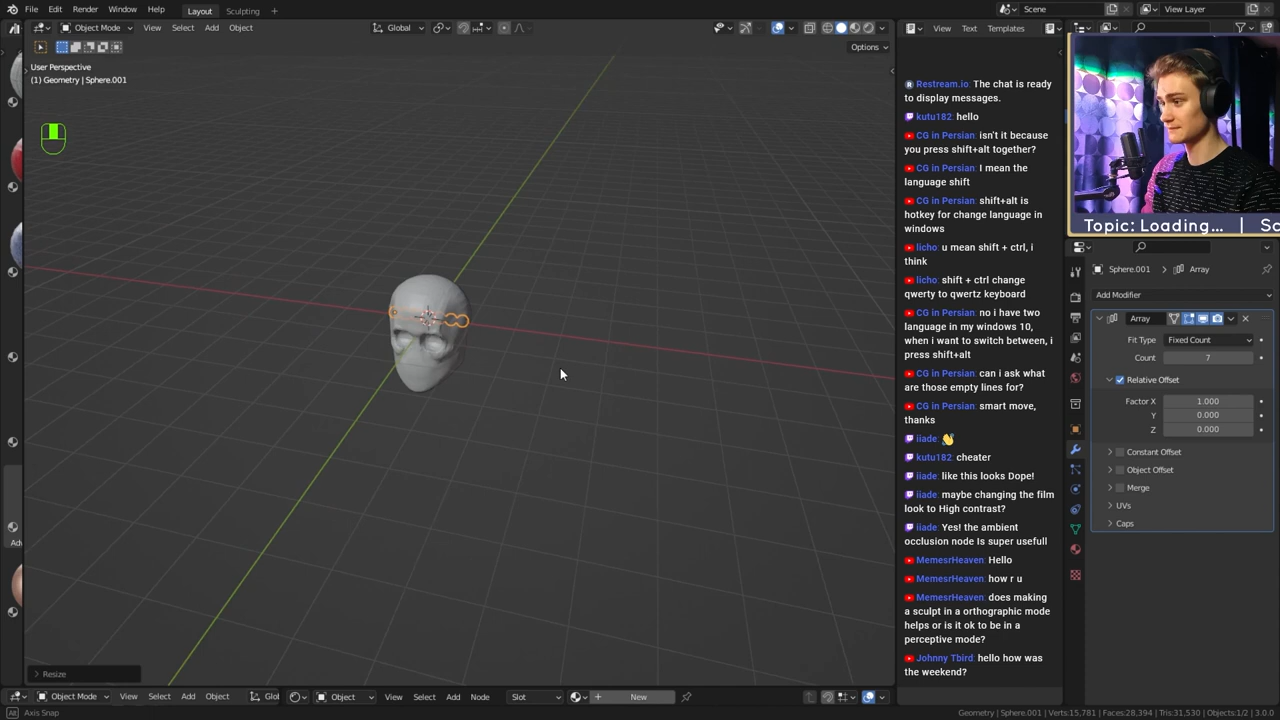 File Edit Render Window Help Layout Sculpting + Scene View Layer
Object Mode View Select Add Object Global View Text Templates
Options
User Perspective
(1) Geometry | Sphere.001
Restream.io: The chat is ready
to display messages.
kutu182: hello
CG in Persian: isn't it because
you press shift+alt together?
CG in Persian: I mean the
language shift
CG in Persian: shift+alt is
hotkey for change language in
windows
licho: u mean shift + ctrl, i
think
licho: shift + ctrl change
qwerty to qwertz keyboard
CG in Persian: no i have two
language in my windows 10,
when i want to switch between, i
press shift+alt
CG in Persian: can i ask what
are those empty lines for?
CG in Persian: smart move,
thanks
iiade: 👋
kutu182: cheater
iiade: like this looks Dope!
iiade: maybe changing the film
look to High contrast?
iiade: Yes! the ambient
occlusion node Is super usefull
MemesrHeaven: Hello
MemesrHeaven: how r u
MemesrHeaven: does making
a sculpt in a orthographic mode
helps or is it ok to be in a
perceptive mode?
Johnny Tbird: hello how was
the weekend?
Topic: Loading... | Sc
Sphere.001 > Array
Add Modifier
Array
Fit Type Fixed Count
Count 7
Relative Offset
Factor X 1.000
Y 0.000
Z 0.000
Constant Offset
Object Offset
Merge
UVs
Caps
Ad
> Resize
Object Mode View Select Add Object Glol Object View Select Add Node Slot + New
Alt Axis Snap Geometry | Sphere.001 | Verts:15,781 | Faces:28,394 | Tris:31,530 | Objects:1/2 | 3.0.0